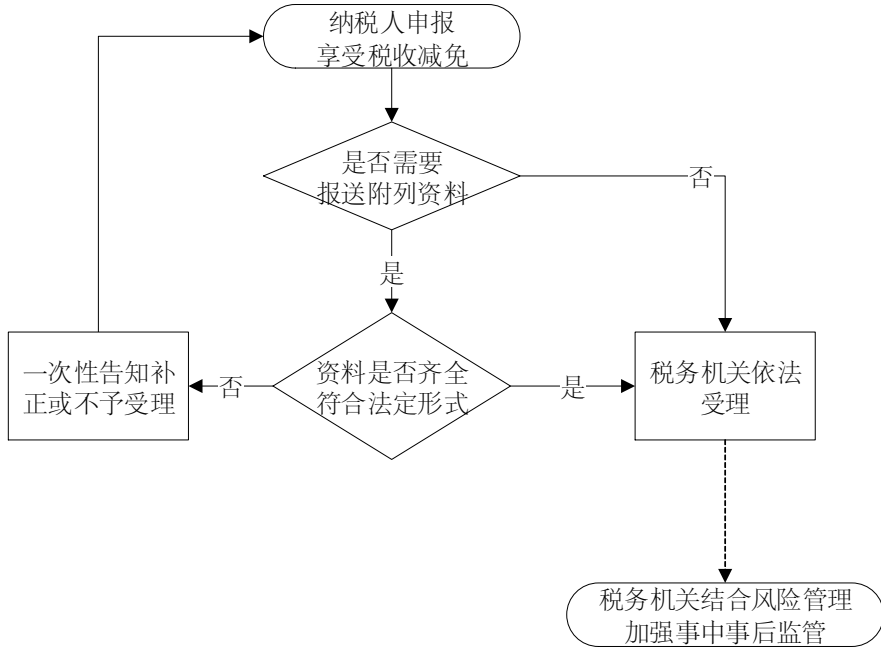 纳税人申报
享受税收减免
是否需要
报送附列资料
否
是
一次性告知补
正或不予受理
否
资料是否齐全
符合法定形式
是
税务机关依法
受理
税务机关结合风险管理
加强事中事后监管